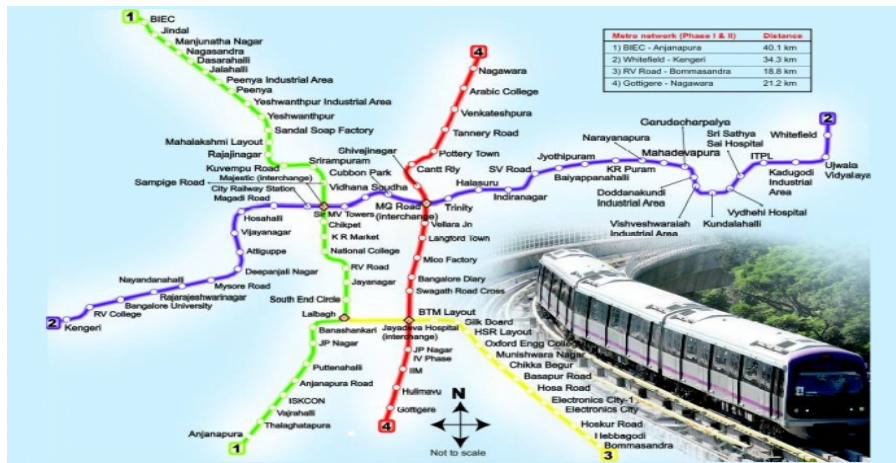 1
BIEC
Jindal
Manjunatha Nagar
Nagasandra
Dasarahalli
Jalahalli
Peenya Industrial Area
Peenya
Yeshwanthpur Industrial Area
Yeshwanthpur
Sandal Soap Factory
Mahalakshmi Layout
Rajajinagar
Kuvempu Road
Srirampuram
Majestic (interchange)
Sampige Road
City Railway Station
Magadi Road
Hosahalli
Vijayanagar
Attiguppe
Deepanjali Nagar
Mysore Road
Nayandanahalli
Rajarajeshwarinagar
Bangalore University
RV College
2
Kengeri
Sir MV Towers
Chikpet
K R Market
National College
RV Road
Jayanagar
South End Circle
Lalbagh
Banashankari
JP Nagar
Puttenahalli
Anjanapura Road
ISKCON
Vajrahalli
Thalaghatapura
Anjanapura
1
4
Nagawara
Arabic College
Venkateshpura
Tannery Road
Pottery Town
Cantt Rly
Shivajinagar
Cubbon Park
Vidhana Soudha
MG Road
(interchange)
Trinity
Halasuru
Indiranagar
SV Road
Jyothipuram
Baiyappanahalli
Narayanapura
KR Puram
Mahadevapura
Garudacharpalya
Doddanakundi
Industrial Area
Vishveshwaraiah
Industrial Area
Kundalahalli
Vydhehi Hospital
Sri Sathya
Sai Hospital
ITPL
Kadugodi
Industrial
Area
Whitefield
Ujwala
Vidyalaya
2
Vellara Jn
Langford Town
Mico Factory
Bangalore Diary
Swagath Road Cross
BTM Layout
Jayadeva Hospital
(interchange)
JP Nagar
IV Phase
IIM
Hulimavu
Gottigere
4
Silk Board
HSR Layout
Oxford Engg College
Munishwara Nagar
Chikka Begur
Basapur Road
Hosa Road
Electronics City-1
Electronics City
Hoskur Road
Hebbagodi
Bommasandra
3
N
Not to scale
Metro network (Phase I & II) Distance
1) BIEC - Anjanapura 40.1 km
2) Whitefield - Kengeri 34.3 km
3) RV Road - Bommasandra 18.8 km
4) Gottigere - Nagawara 21.2 km